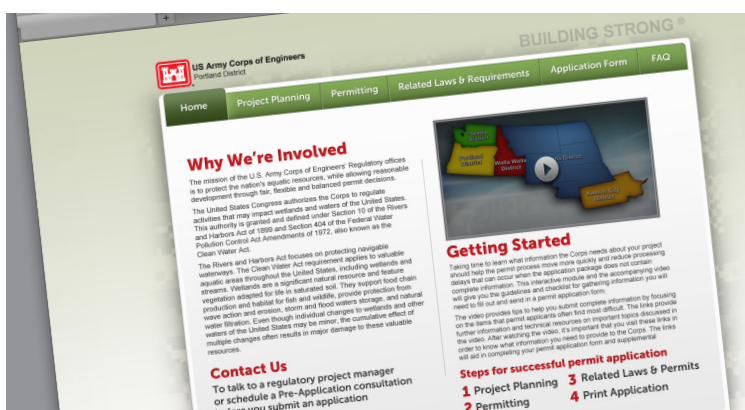 BUILDING STRONG®
US Army Corps of Engineers
Portland District
Home
Project Planning
Permitting
Related Laws & Requirements
Application Form
FAQ
Why We're Involved
The mission of the U.S. Army Corps of Engineers' Regulatory offices
is to protect the nation's aquatic resources, while allowing reasonable
development through fair, flexible and balanced permit decisions.
The United States Congress authorizes the Corps to regulate
activities that may impact wetlands and waters of the United States.
This authority is granted and defined under Section 10 of the Rivers
and Harbors Act of 1899 and Section 404 of the Federal Water
Pollution Control Act Amendments of 1972, also known as the
Clean Water Act.
The Rivers and Harbors Act focuses on protecting navigable
waterways. The Clean Water Act requirement applies to valuable
aquatic areas throughout the United States, including wetlands and
streams. Wetlands are a significant natural resource and feature
vegetation adapted for life in saturated soil. They support food chain
production and habitat for fish and wildlife, provide protection from
wave action and erosion, storm and flood waters storage, and natural
water filtration. Even though individual changes to wetlands and other
waters of the United States may be minor, the cumulative effect of
multiple changes often results in major damage to these valuable
resources.
Contact Us
To talk to a regulatory project manager
or schedule a Pre-Application consultation
before you submit an application
Portland
District
Walla Walla
District
District
Kansas City
District
Getting Started
Taking time to learn what information the Corps needs about your project
should help the permit process move more quickly and reduce processing
delays that can occur when the application package does not contain
complete information. This interactive module and the accompanying video
will give you the guidelines and checklist for gathering information you will
need to fill out and send in a permit application form.
The video provides tips to help you submit complete information by focusing
on the items that permit applicants often find most difficult. The links provide
further information and technical resources on important topics discussed in
the video. After watching the video, it's important that you visit these links in
order to know what information you need to provide to the Corps. The links
will aid in completing your permit application form and supplemental
Steps for successful permit application
1 Project Planning
2 Permitting
3 Related Laws & Permits
4 Print Application